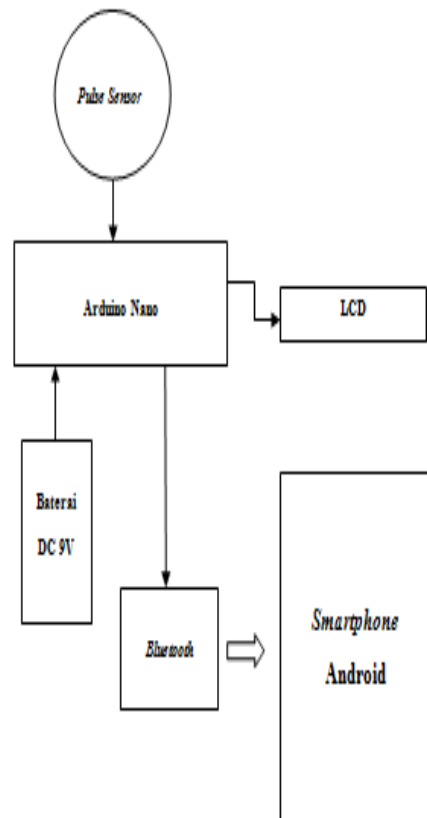 Pulse Sensor
Arduino Nano
LCD
Baterai
DC 9V
Bluetooth
Smartphone
Android